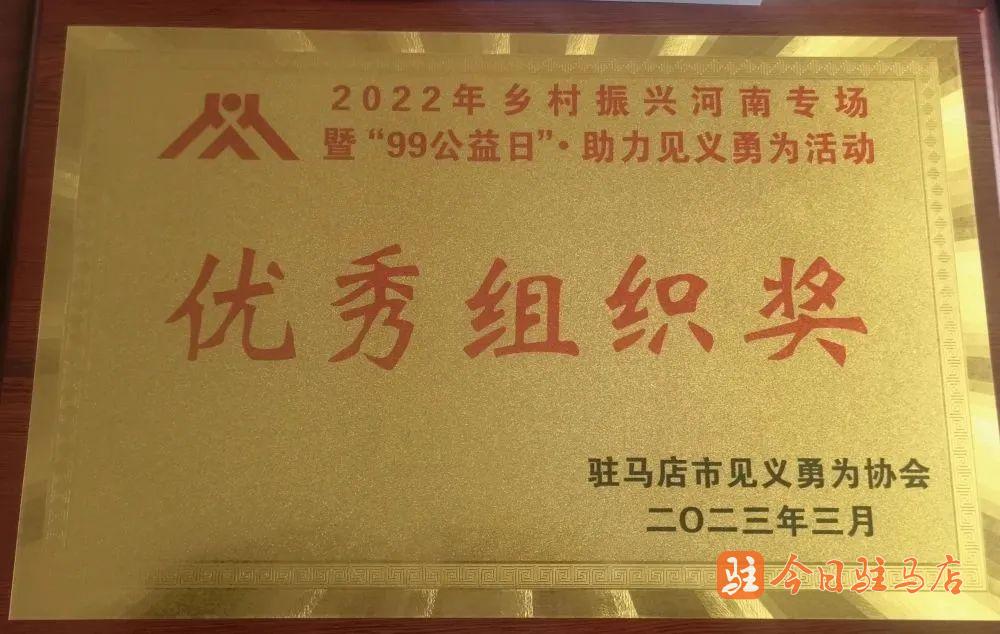 2022年乡村振兴河南专场
暨“99公益日”·助力见义勇为活动
优秀组织奖
驻马店市见义勇为协会
二〇二三年三月
驻 今日驻马店